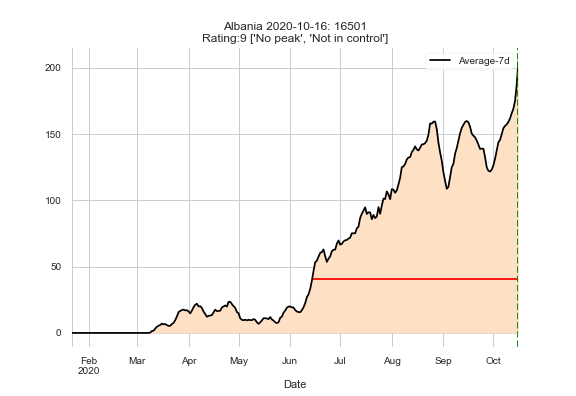 Albania 2020-10-16: 16501
Rating:9 ['No peak', 'Not in control']
Average-7d
200
150
100
50
0
Feb Mar Apr May Jun Jul Aug Sep Oct
2020
Date